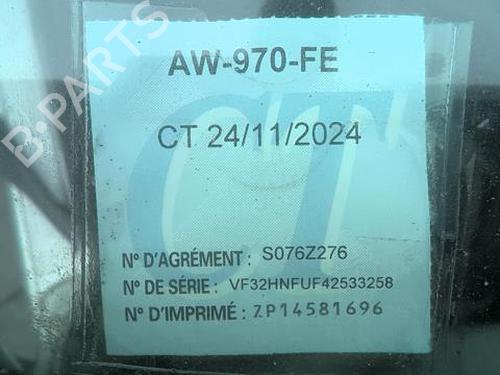 B-PARTS
AW-970-FE
CT 24/11/2024
CT
N° D'AGRÉMENT : S076Z276
N° DE SÉRIE : VF32HNFUF42533258
N° D'IMPRIMÉ : ZP14581696